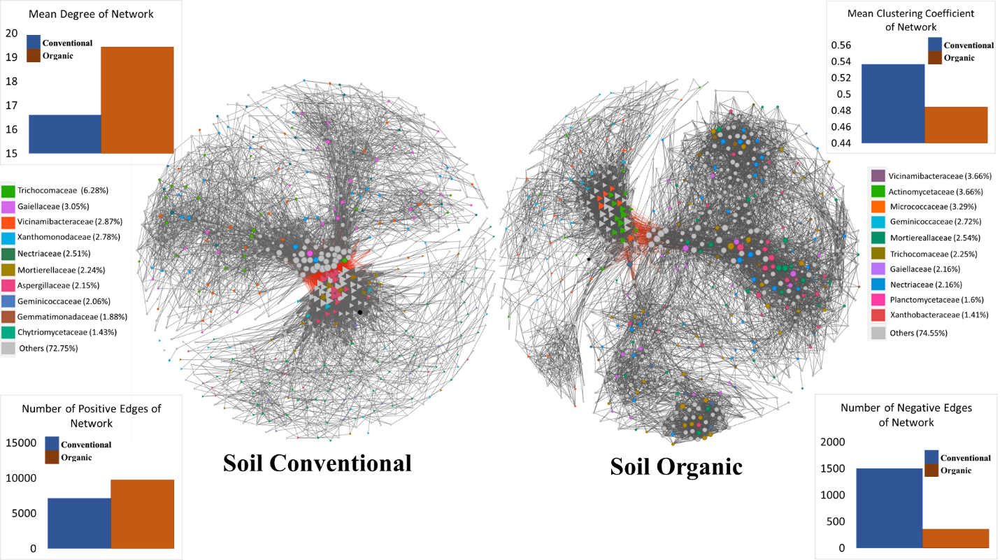 Mean Degree of Network
20
19
18
17
16
15
Conventional
Organic
Trichocomaceae (6.28%)
Gaiellaceae (3.05%)
Vicinamibacteraceae (2.87%)
Xanthomonodaceae (2.78%)
Nectriaceae (2.51%)
Mortierellaceae (2.24%)
Aspergillaceae (2.15%)
Geminicoccaceae (2.06%)
Gemmatimonadaceae (1.88%)
Chytriomycetaceae (1.43%)
Others (72.75%)
Number of Positive Edges of
Network
15000
10000
5000
0
Conventional
Organic
Soil Conventional
Soil Organic
Mean Clustering Coefficient
of Network
0.56
0.54
0.52
0.5
0.48
0.46
0.44
Conventional
Organic
Vicinamibacteraceae (3.66%)
Actinomycetaceae (3.66%)
Micrococcaceae (3.29%)
Geminicoccaceae (2.72%)
Mortiereallaceae (2.54%)
Trichocomaceae (2.25%)
Gaiellaceae (2.16%)
Nectriaceae (2.16%)
Planctomycetaceae (1.6%)
Xanthobacteraceae (1.41%)
Others (74.55%)
Number of Negative Edges
of Network
2000
1500
1000
500
0
Conventional
Organic